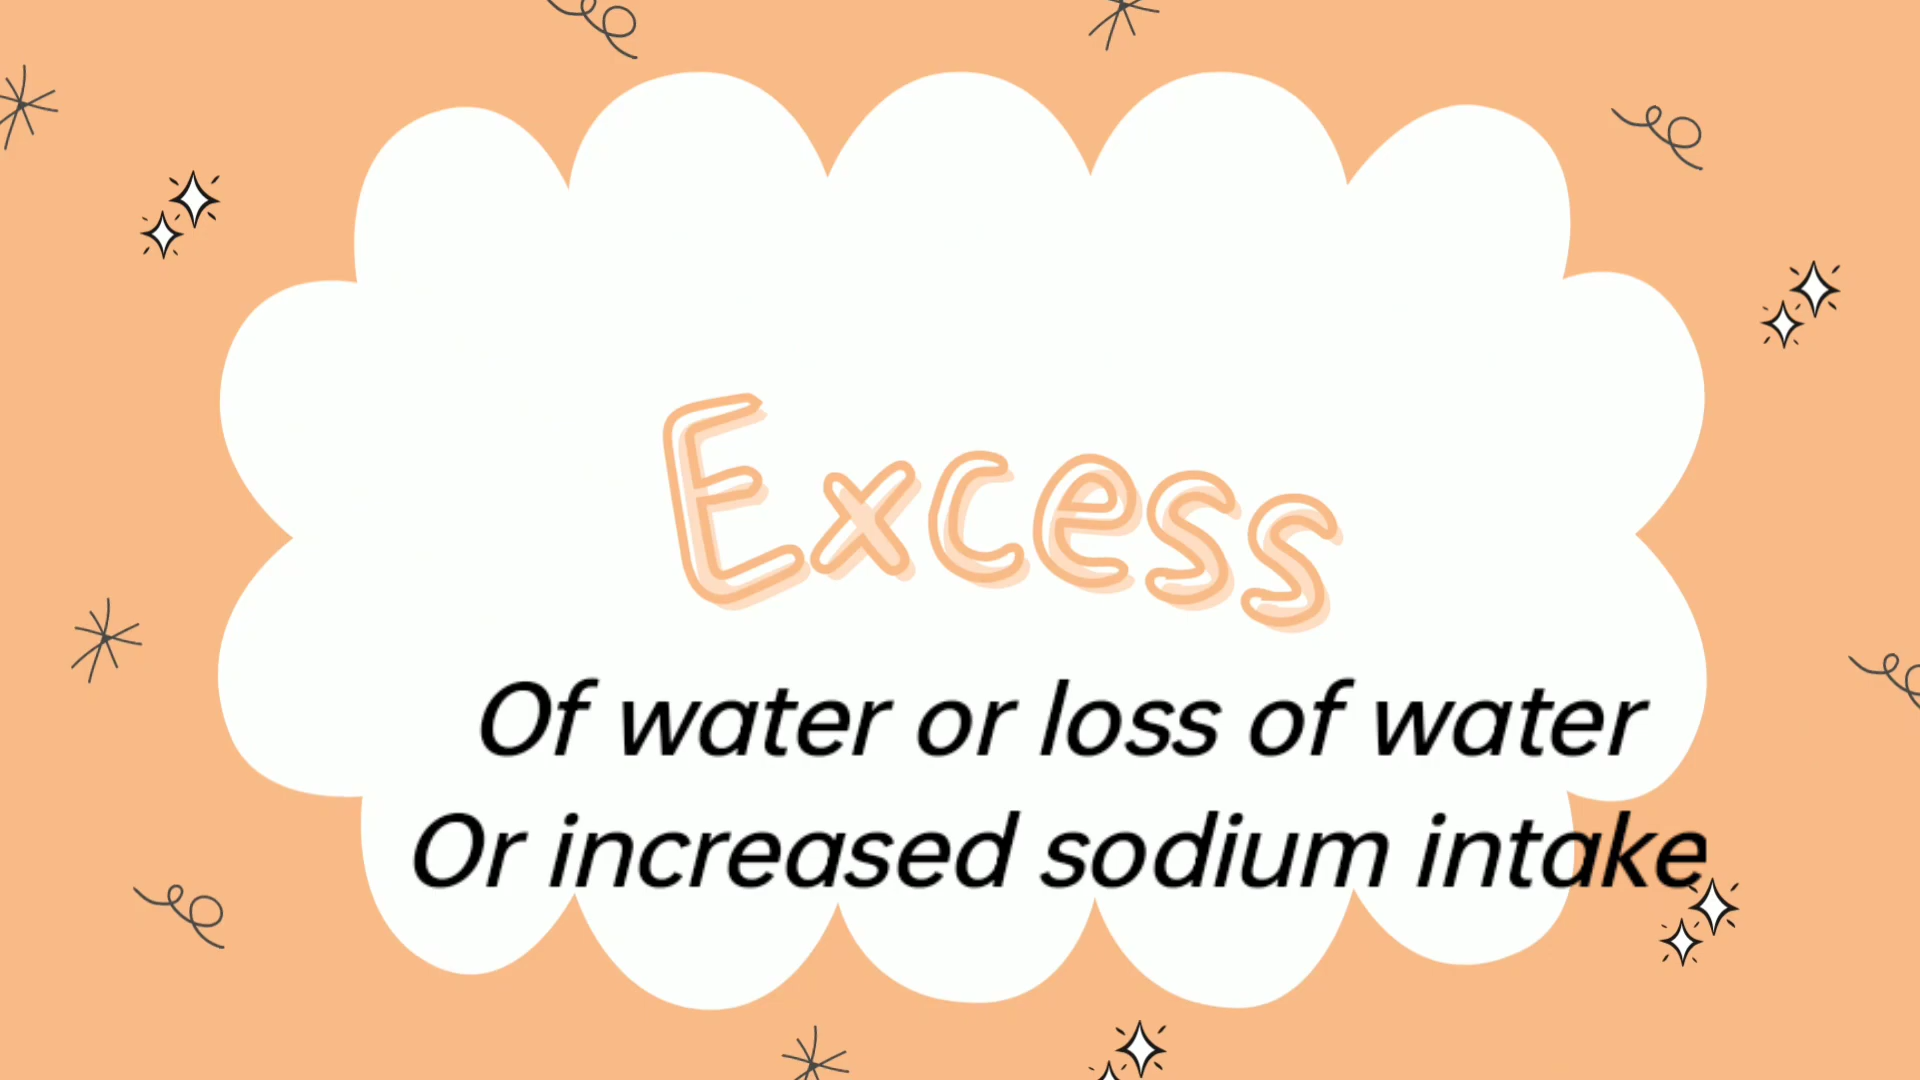 Excess
Of water or loss of water
Or increased sodium intake